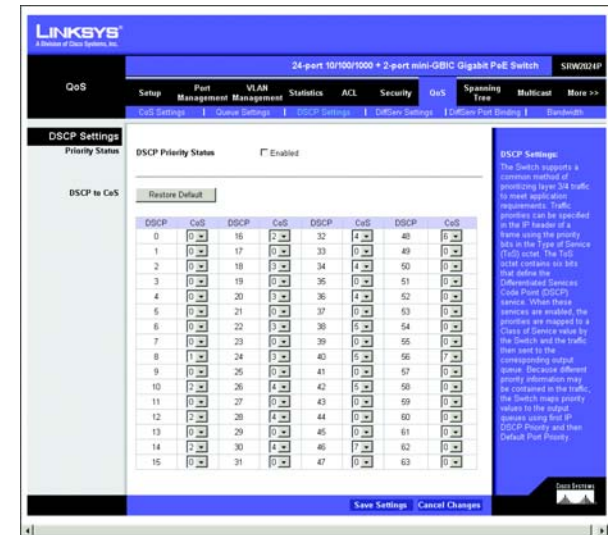 LINKSYS®
A Division of Cisco Systems, Inc.
24-port 10/100/1000 + 2-port mini-GBIC Gigabit PoE Switch SRW2024P
QoS
Setup Port Management VLAN Management Statistics ACL Security QoS Spanning Tree Multicast More >>
CoS Settings | Queue Settings | DSCP Settings | DiffServ Settings | DiffServ Port Binding | Bandwidth
DSCP Settings
Priority Status
DSCP Priority Status Enabled
DSCP to CoS
Restore Default
DSCP CoS DSCP CoS DSCP CoS DSCP CoS
0 0 16 2 32 4 48 6
1 0 17 0 33 0 49 0
2 0 18 3 34 4 50 0
3 0 19 0 35 0 51 0
4 0 20 3 36 4 52 0
5 0 21 0 37 0 53 0
6 0 22 3 38 5 54 0
7 0 23 0 39 0 55 0
8 1 24 3 40 5 56 7
9 0 25 0 41 0 57 0
10 2 26 4 42 5 58 0
11 0 27 0 43 0 59 0
12 2 28 4 44 0 60 0
13 0 29 0 45 0 61 0
14 2 30 4 46 7 62 0
15 0 31 0 47 0 63 0
DSCP Settings:
The Switch supports a
common method of
prioritizing layer 3/4 traffic
to meet application
requirements. Traffic
priorities can be specified
in the IP header of a
frame using the priority
bits in the Type of Service
(ToS) octet. The ToS
octet contains six bits
that define the
Differentiated Services
Code Point (DSCP)
service. When these
services are enabled, the
priorities are mapped to a
Class of Service value by
the Switch and the traffic
then sent to the
corresponding output
queue. Because different
priority information may
be contained in the traffic,
the Switch maps priority
values to the output
queues using first IP
DSCP Priority and then
Default Port Priority.
Save Settings Cancel Changes
Cisco Systems